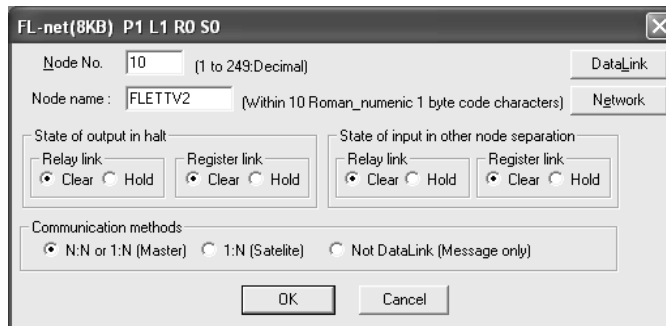 FL-net(8KB) P1 L1 R0 S0
Node No. 10 (1 to 249:Decimal) DataLink
Node name : FLETTV2 (Within 10 Roman_numeric 1 byte code characters) Network
State of output in halt State of input in other node separation
Relay link Register link Relay link Register link
Clear Hold Clear Hold Clear Hold Clear Hold
Communication methods
N:N or 1:N (Master) 1:N (Satelite) Not DataLink (Message only)
OK Cancel